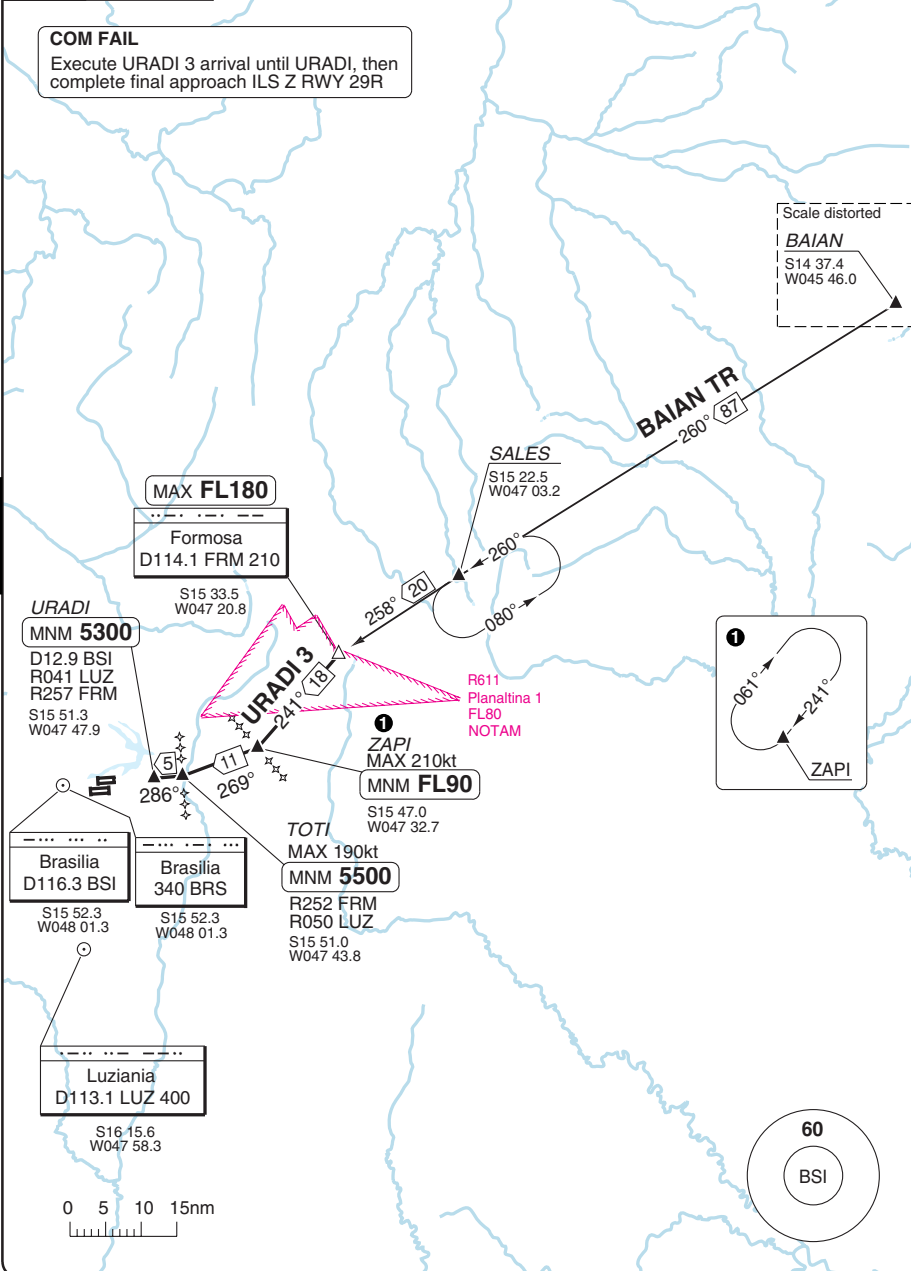 COM FAIL
Execute URADI 3 arrival until URADI, then
complete final approach ILS Z RWY 29R
Scale distorted
BAIAN
S14 37.4
W045 46.0
BAIAN TR
260° 87
SALES
S15 22.5
W047 03.2
260°
080°
258° 20
MAX FL180
··−· ·−· −−
Formosa
D114.1 FRM 210
S15 33.5
W047 20.8
URADI
MNM 5300
D12.9 BSI
R041 LUZ
R257 FRM
S15 51.3
W047 47.9
URADI 3
241° 18
R611
Planaltina 1
FL80
NOTAM
1
ZAPI
MAX 210kt
MNM FL90
S15 47.0
W047 32.7
1
061°
241°
ZAPI
5
286°
11
269°
TOTI
MAX 190kt
MNM 5500
R252 FRM
R050 LUZ
S15 51.0
W047 43.8
−··· ··· ··
Brasilia
D116.3 BSI
S15 52.3
W048 01.3
−··· ·−· ···
Brasilia
340 BRS
S15 52.3
W048 01.3
·−·· ··− −−··
Luziania
D113.1 LUZ 400
S16 15.6
W047 58.3
0 5 10 15nm
60
BSI